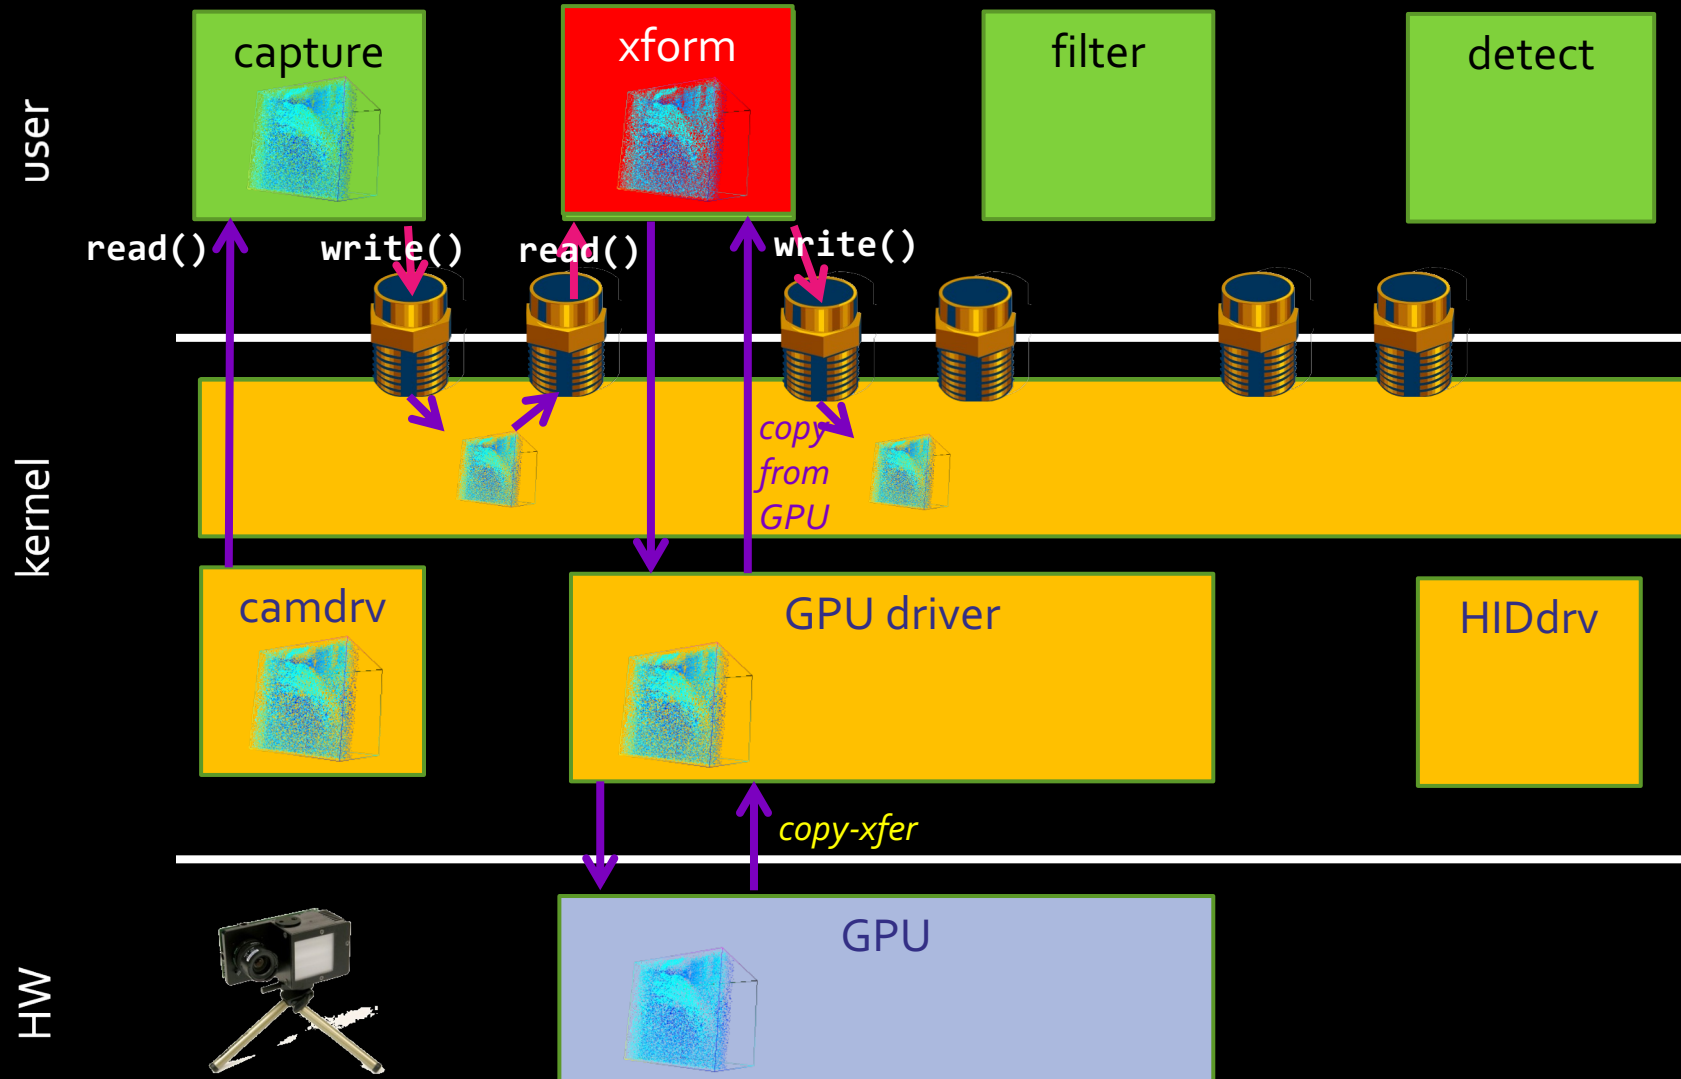 capture
xform
filter
detect
user
read()
write()
read()
write()
copy
from
GPU
kernel
camdrv
GPU driver
HIDdrv
copy-xfer
GPU
HW